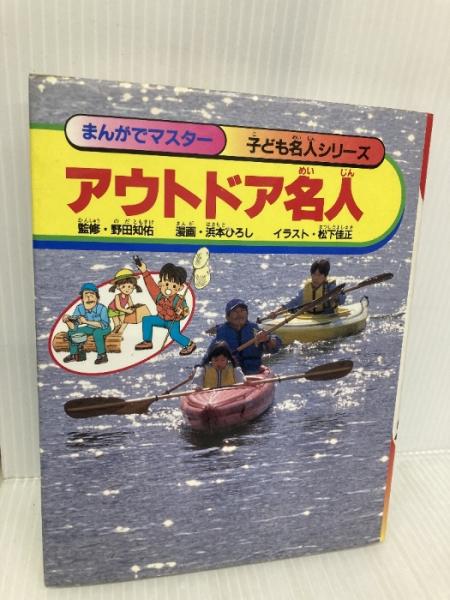 まんがでマスター 子ども名人シリーズ
アウトドア名人
監修・野田知佑 漫画・浜本ひろし イラスト・松下佳正